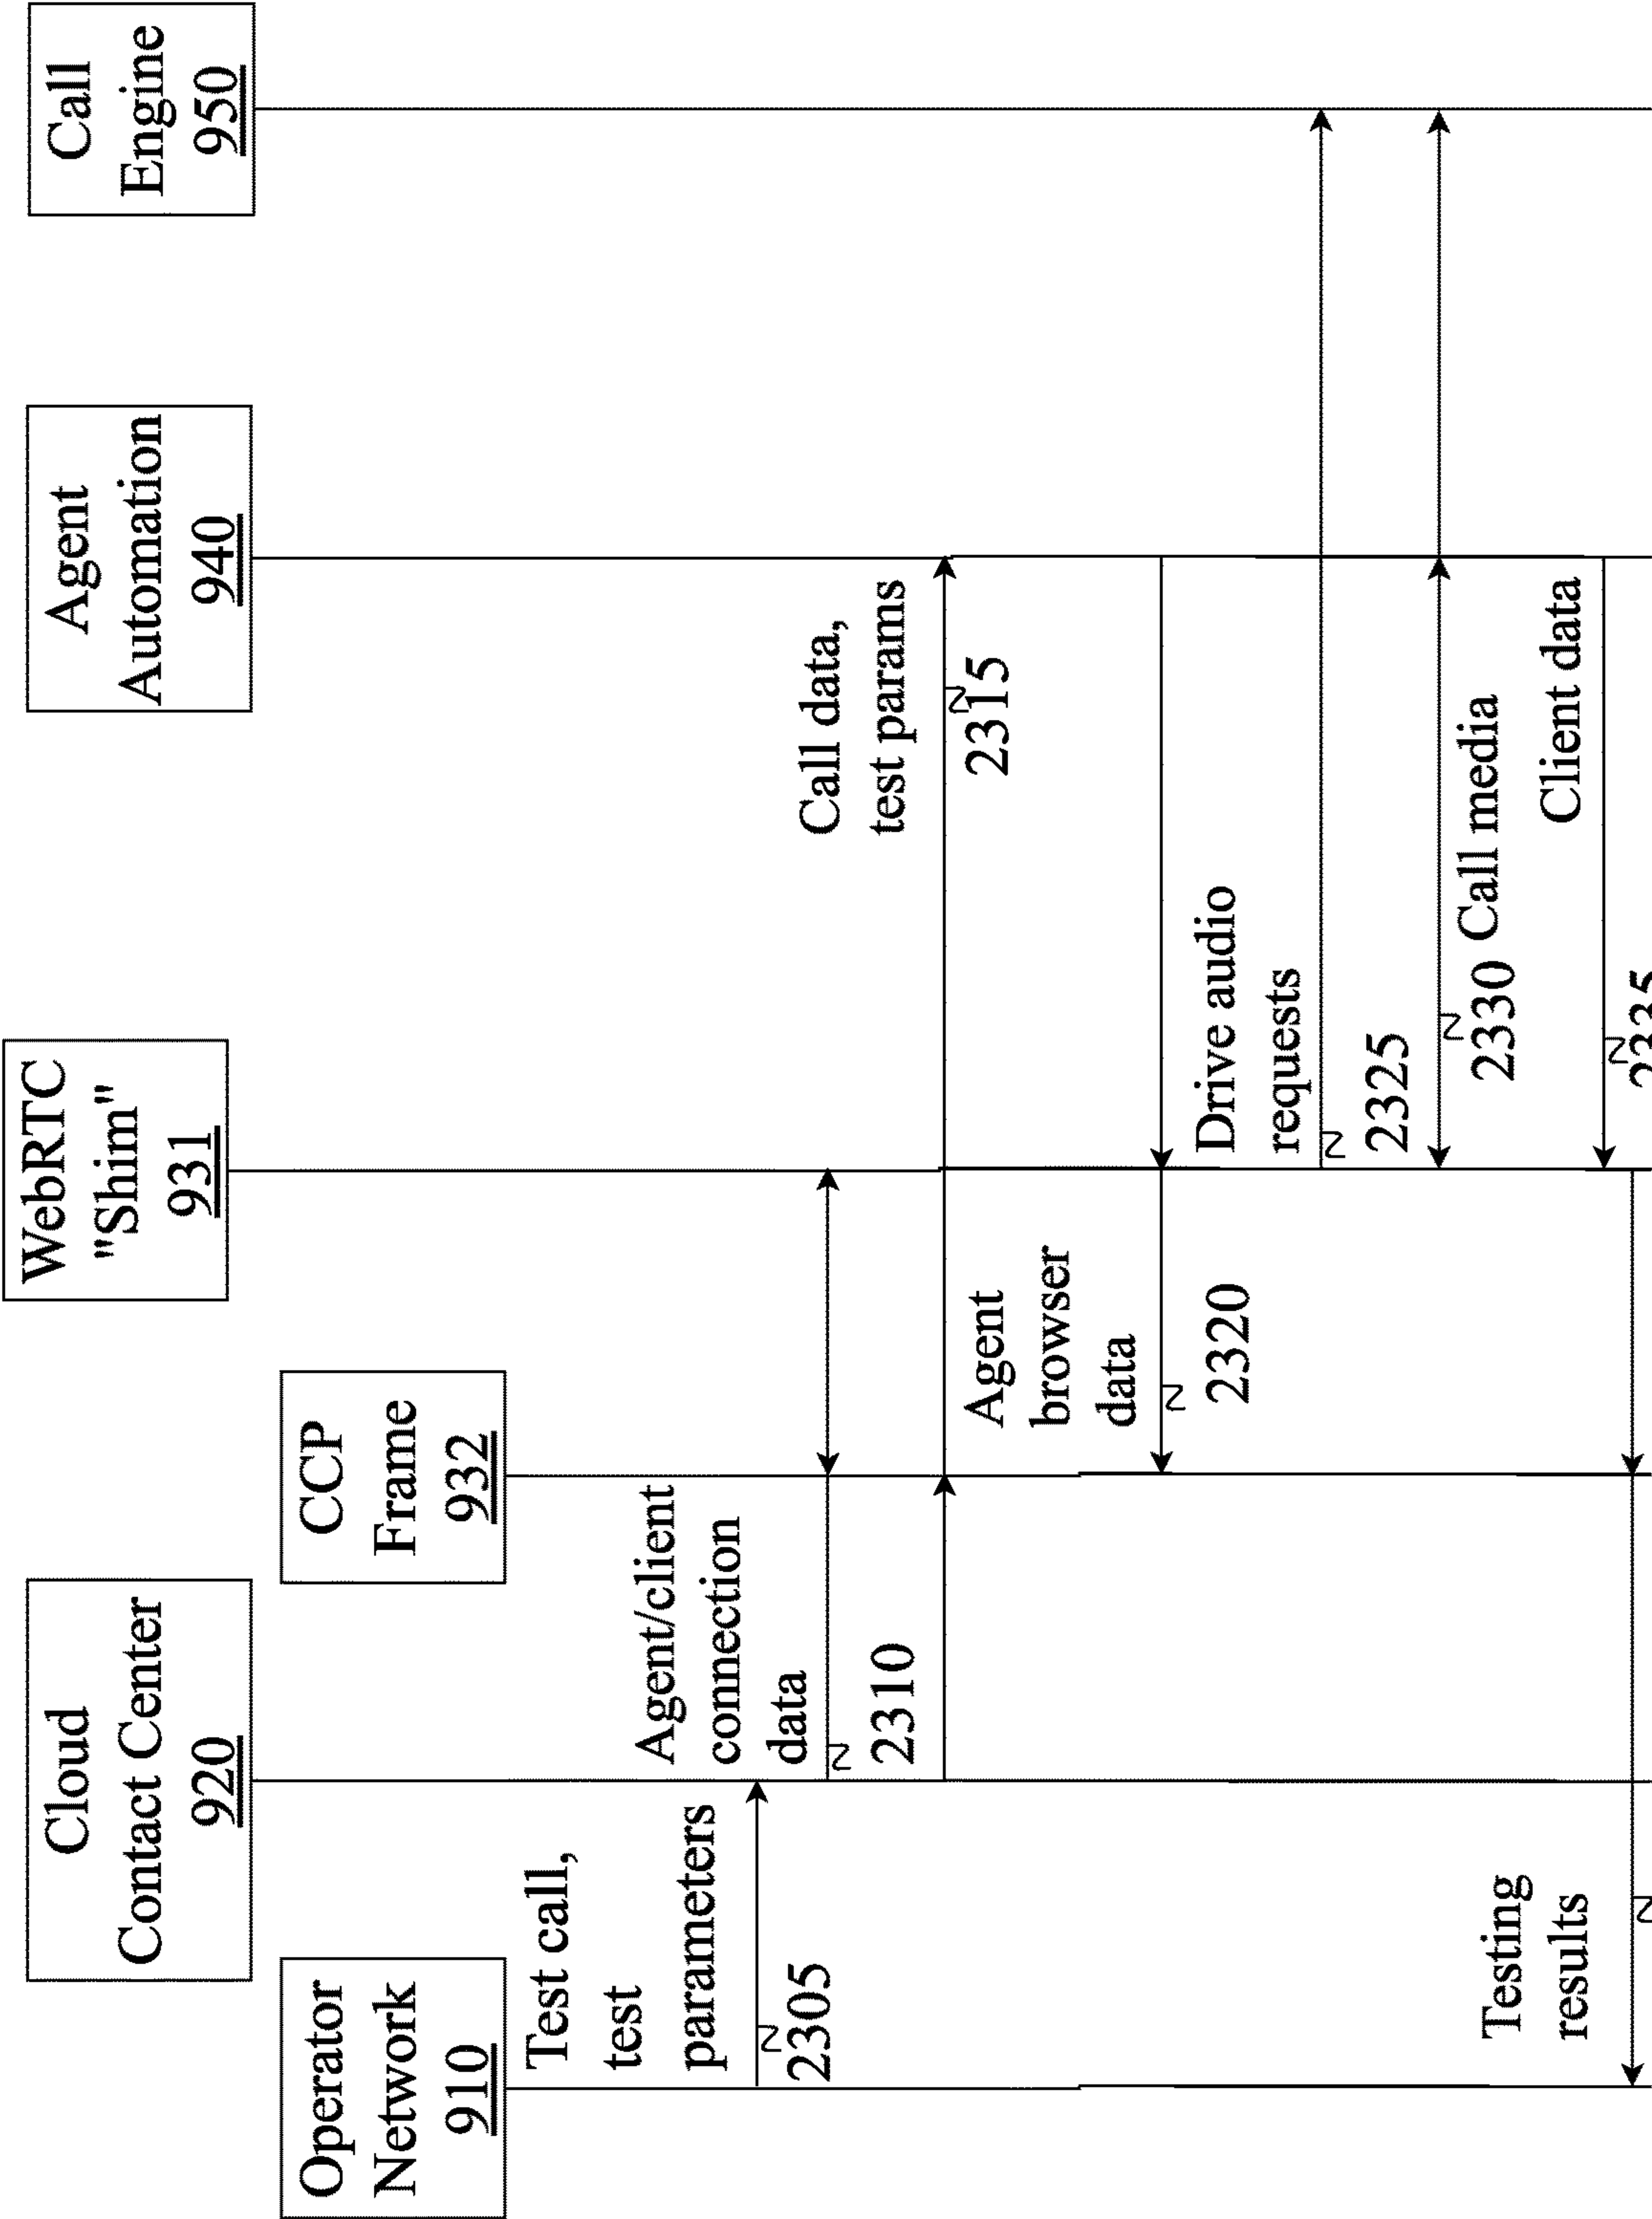 Operator
Network
910
Cloud
Contact Center
920
CCP
Frame
932
WebRTC
"Shim"
931
Agent
Automation
940
Call
Engine
950
Test call,
test
parameters
2305
Agent/client
connection
data
2310
Call data,
test params
2315
Agent
browser
data
2320
Drive audio
requests
2325
2330 Call media
Client data
2335
Testing
results